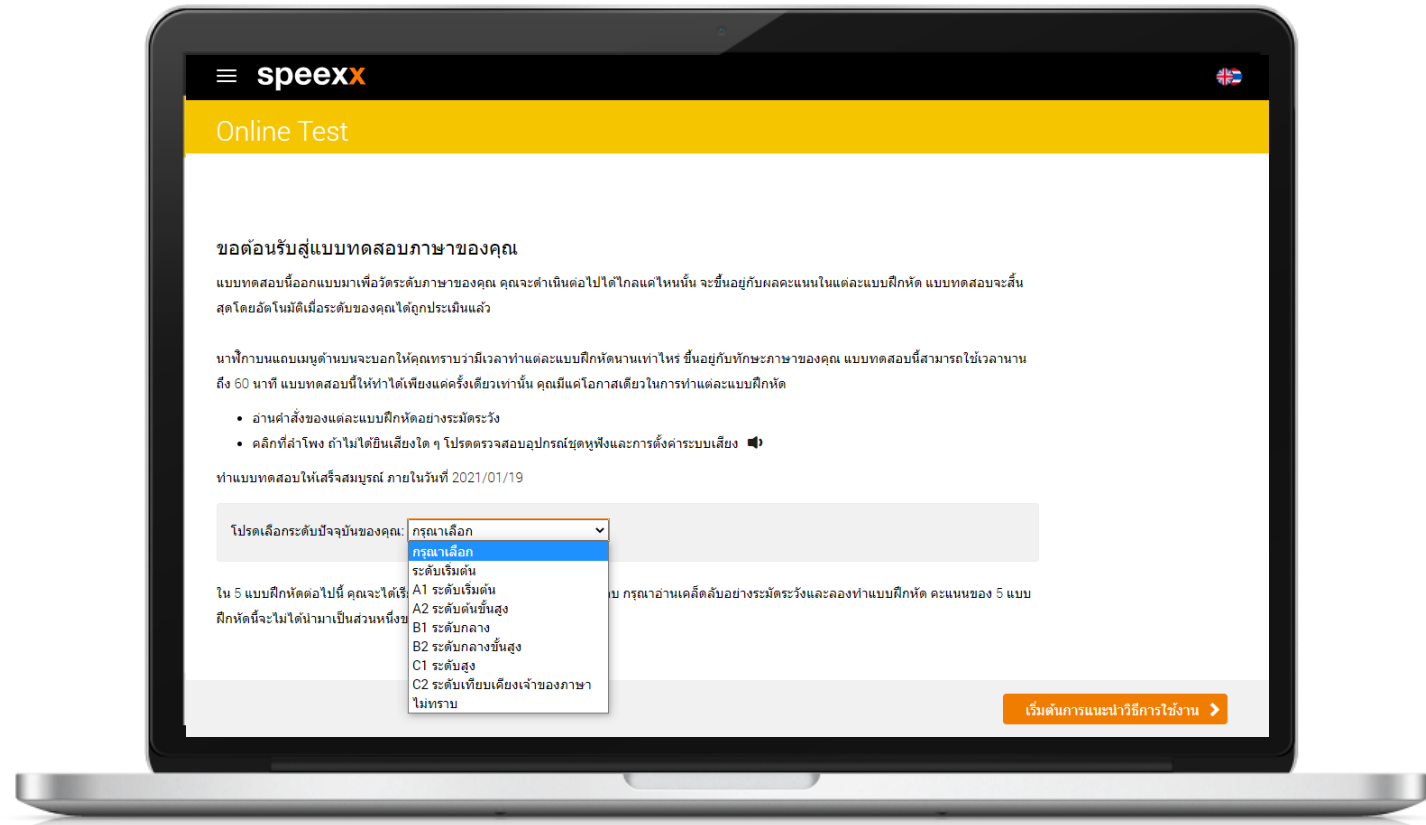 speexx
Online Test
ขอต้อนรับสู่แบบทดสอบภาษาของคุณ
แบบทดสอบนี้ออกแบบมาเพื่อวัดระดับภาษาของคุณ คุณจะดำเนินต่อไปได้ไกลแค่ไหนนั้น จะขึ้นอยู่กับผลคะแนนในแต่ละแบบฝึกหัด แบบทดสอบจะสิ้น
สุดโดยอัตโนมัติเมื่อระดับของคุณได้ถูกประเมินแล้ว
นาฬิกาบนแถบเมนูด้านบนจะบอกให้คุณทราบว่ามีเวลาทำแต่ละแบบฝึกหัดนานเท่าไหร่ ขึ้นอยู่กับทักษะภาษาของคุณ แบบทดสอบนี้สามารถใช้เวลานาน
ถึง 60 นาที แบบทดสอบนี้ให้ทำได้เพียงแค่ครั้งเดียวเท่านั้น คุณมีแค่โอกาสเดียวในการทำแต่ละแบบฝึกหัด
• อ่านคำสั่งของแต่ละแบบฝึกหัดอย่างระมัดระวัง
• คลิกที่ลำโพง ถ้าไม่ได้ยินเสียงใด ๆ โปรดตรวจสอบอุปกรณ์ชุดหูฟังและการตั้งค่าระบบเสียง
ทำแบบทดสอบให้เสร็จสมบูรณ์ ภายในวันที่ 2021/01/19
โปรดเลือกระดับปัจจุบันของคุณ: กรุณาเลือก
กรุณาเลือก
ระดับเริ่มต้น
A1 ระดับเริ่มต้น
A2 ระดับต้นขั้นสูง
B1 ระดับกลาง
B2 ระดับกลางขั้นสูง
C1 ระดับสูง
C2 ระดับเทียบเคียงเจ้าของภาษา
ไม่ทราบ
ใน 5 แบบฝึกหัดต่อไปนี้ คุณจะได้เรี กรุณาอ่านเคล็ดลับอย่างระมัดระวังและลองทำแบบฝึกหัด คะแนนของ 5 แบบ
ฝึกหัดนี้จะไม่ได้นำมาเป็นส่วนหนึ่งข
เริ่มต้นการแนะนำวิธีการใช้งาน